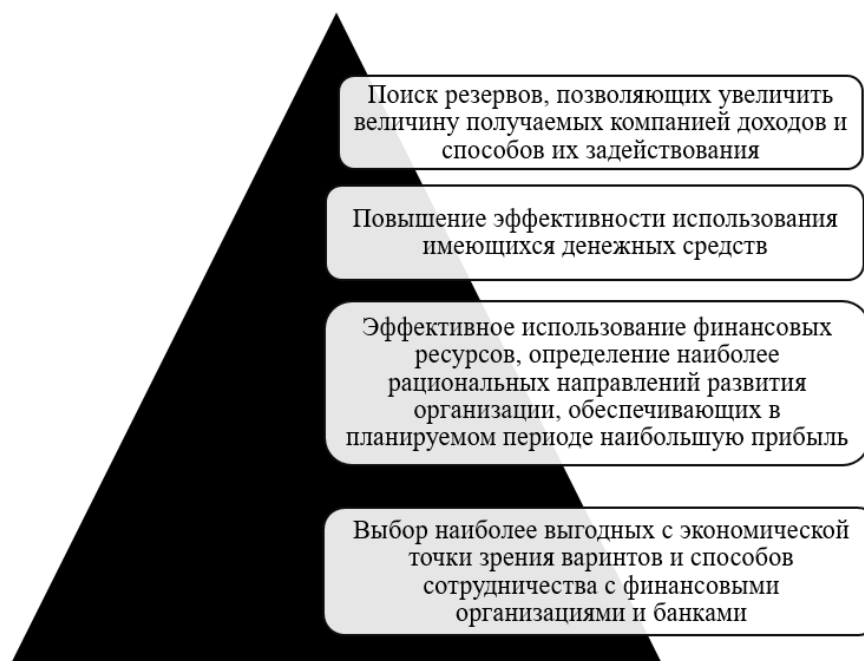 Поиск резервов, позволяющих увеличить
величину получаемых компанией доходов и
способов их задействования
Повышение эффективности использования
имеющихся денежных средств
Эффективное использование финансовых
ресурсов, определение наиболее
рациональных направлений развития
организации, обеспечивающих в
планируемом периоде наибольшую прибыль
Выбор наиболее выгодных с экономической
точки зрения варинтов и способов
сотрудничества с финансовыми
организациями и банками